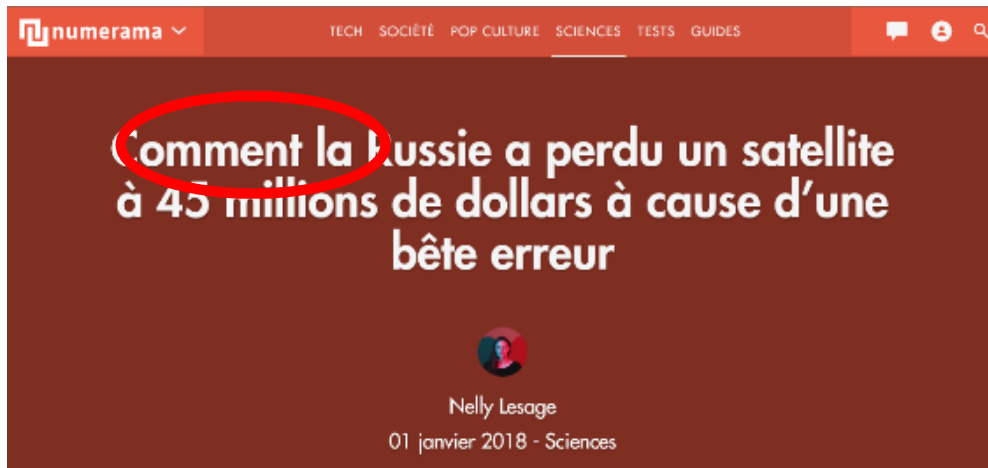 numerama
TECH SOCIÉTÉ POP CULTURE SCIENCES TESTS GUIDES
Comment la Russie a perdu un satellite
à 45 millions de dollars à cause d'une
bête erreur
Nelly Lesage
01 janvier 2018 - Sciences